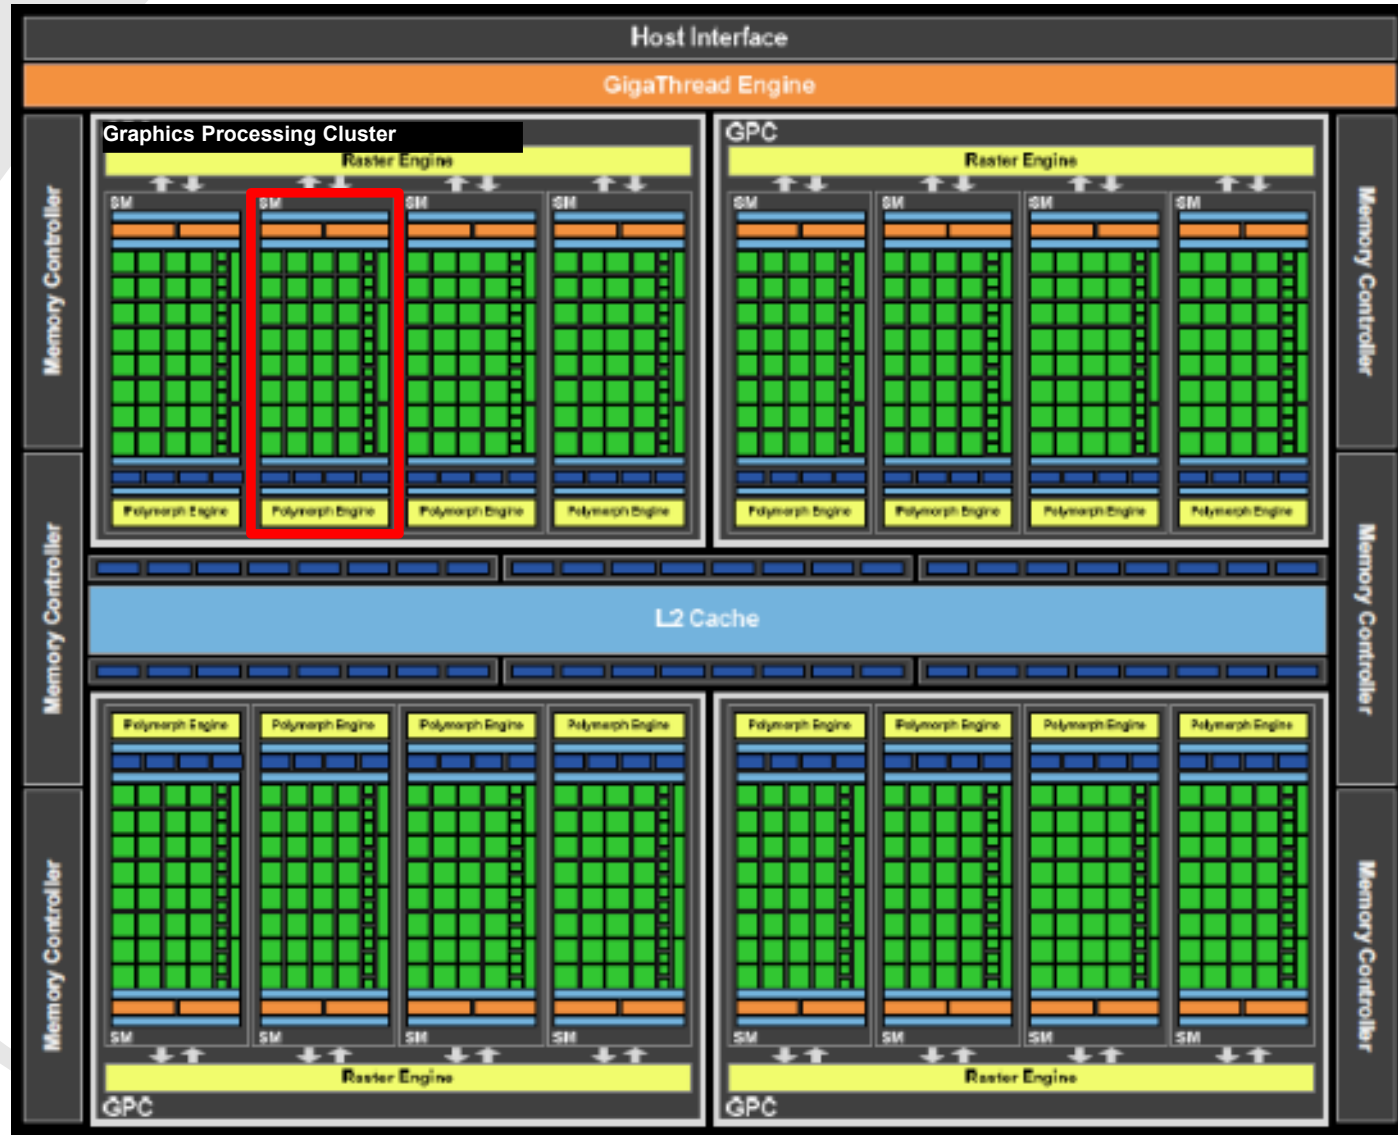 Host Interface
GigaThread Engine
Graphics Processing Cluster
GPC
Raster Engine
Raster Engine
SM
SM
SM
SM
SM
SM
SM
SM
Memory Controller
Memory Controller
Polymorph Engine
Polymorph Engine
Polymorph Engine
Polymorph Engine
Polymorph Engine
Polymorph Engine
Polymorph Engine
Polymorph Engine
Memory Controller
L2 Cache
Memory Controller
Polymorph Engine
Polymorph Engine
Polymorph Engine
Polymorph Engine
Polymorph Engine
Polymorph Engine
Polymorph Engine
Polymorph Engine
Memory Controller
Memory Controller
SM
SM
SM
SM
SM
SM
SM
SM
Raster Engine
Raster Engine
GPC
GPC